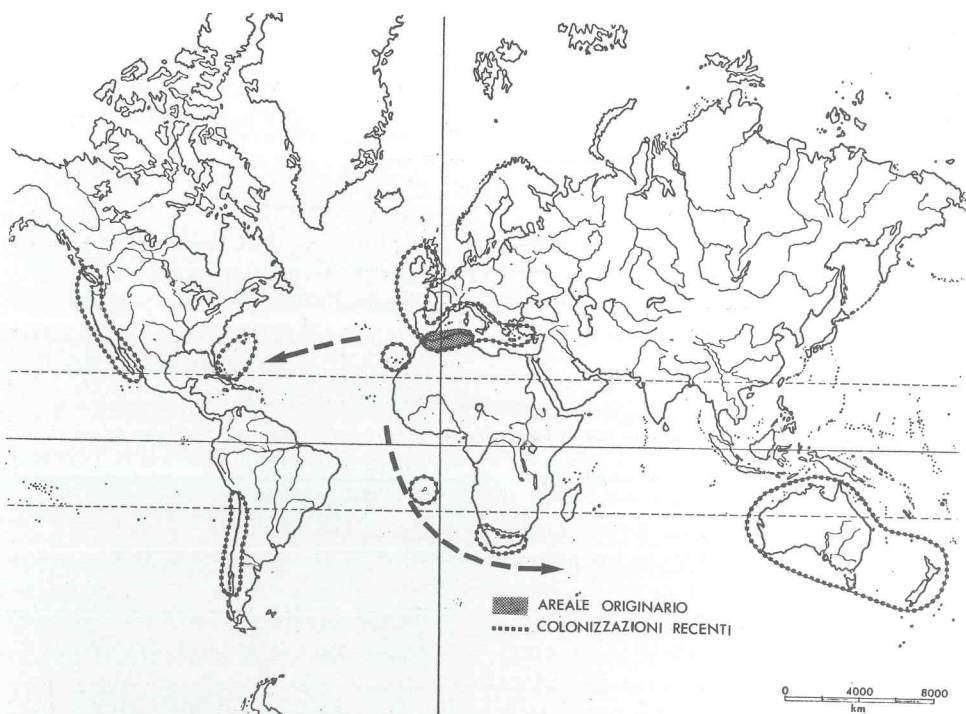 AREALE ORIGINARIO
COLONIZZAZIONI RECENTI
0 4000 8000
km